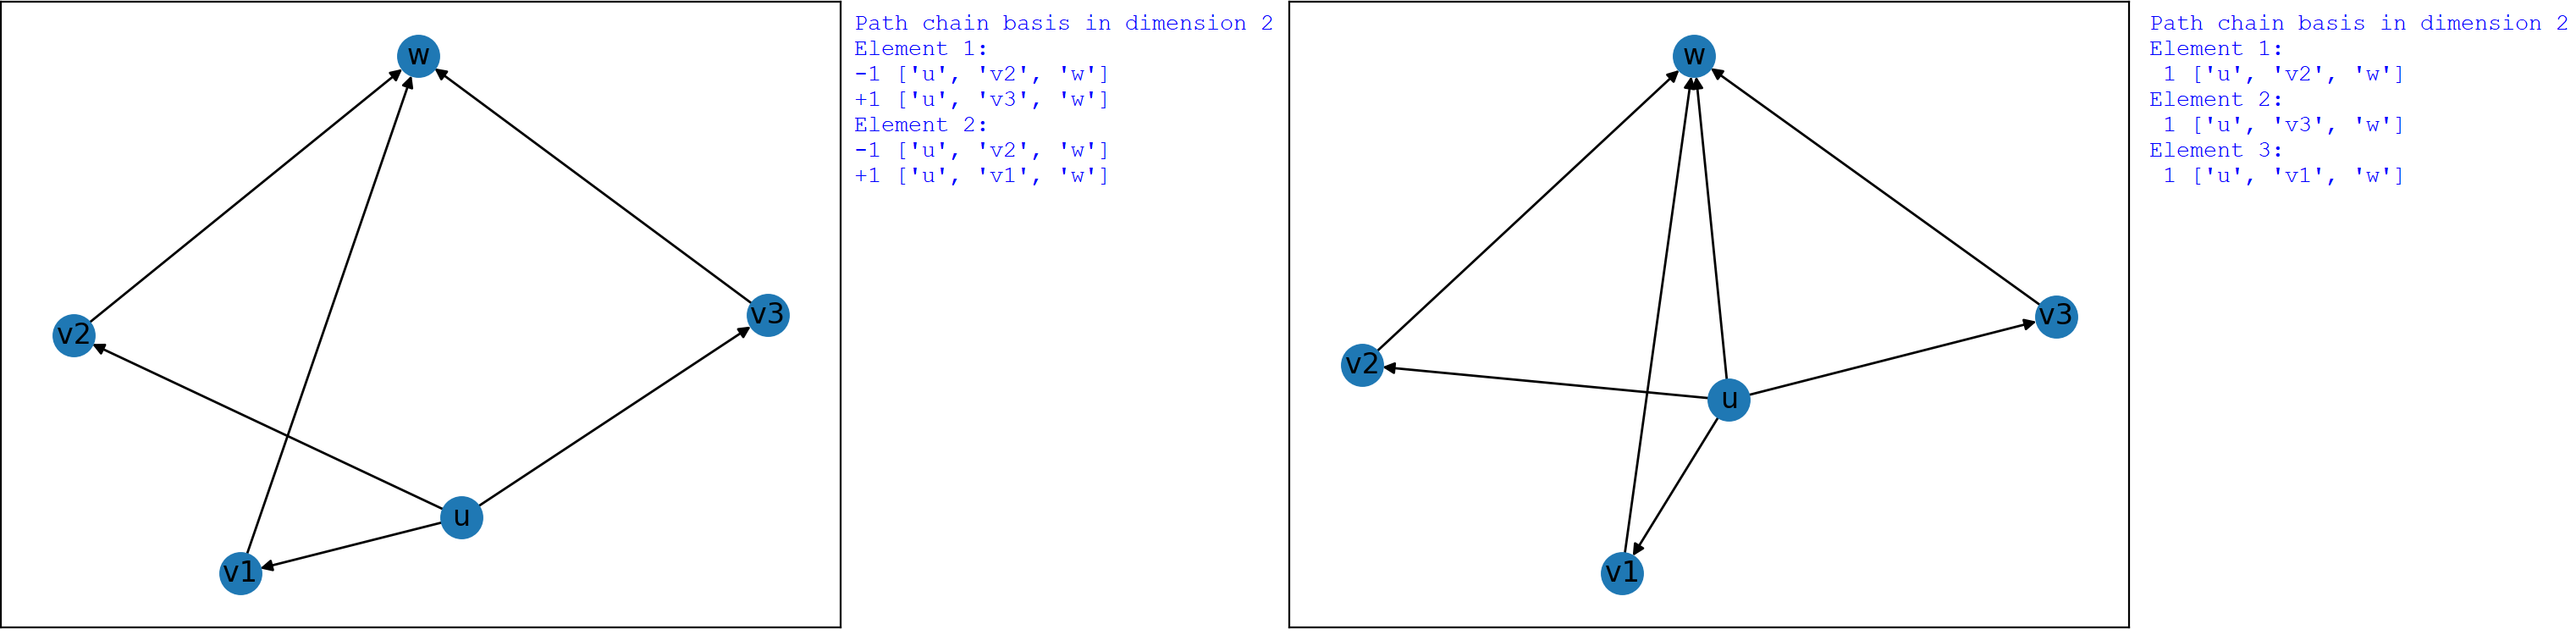 w
v2
v3
u
v1
Path chain basis in dimension 2
Element 1:
-1 ['u', 'v2', 'w']
+1 ['u', 'v3', 'w']
Element 2:
-1 ['u', 'v2', 'w']
+1 ['u', 'v1', 'w']
w
v2
v3
u
v1
Path chain basis in dimension 2
Element 1:
 1 ['u', 'v2', 'w']
Element 2:
 1 ['u', 'v3', 'w']
Element 3:
 1 ['u', 'v1', 'w']